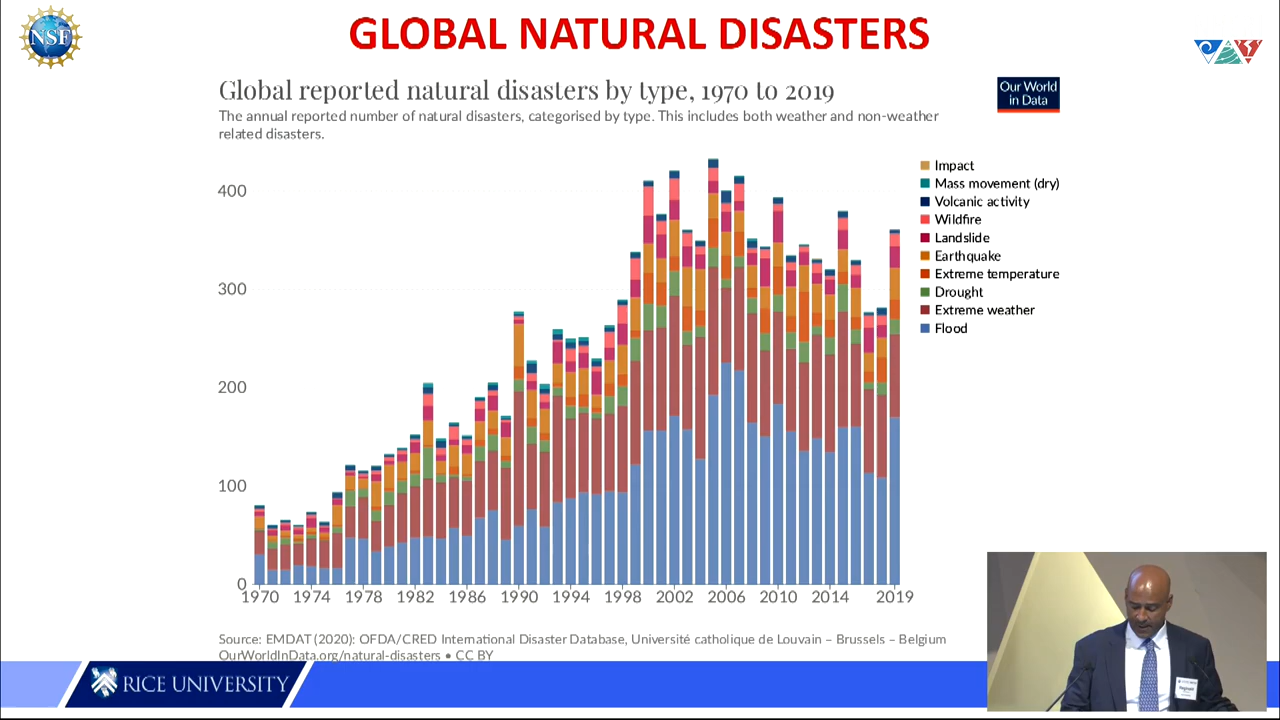 NSF
GLOBAL NATURAL DISASTERS
Global reported natural disasters by type, 1970 to 2019
The annual reported number of natural disasters, categorised by type. This includes both weather and non-weather
related disasters.
Our World
in Data
400
300
200
100
0
1970 1974 1978 1982 1986 1990 1994 1998 2002 2006 2010 2014 2019
Impact
Mass movement (dry)
Volcanic activity
Wildfire
Landslide
Earthquake
Extreme temperature
Drought
Extreme weather
Flood
Source: EMDAT (2020): OFDA/CRED International Disaster Database, Université catholique de Louvain – Brussels – Belgium
OurWorldInData.org/natural-disasters • CC BY
RICE UNIVERSITY
Reginald